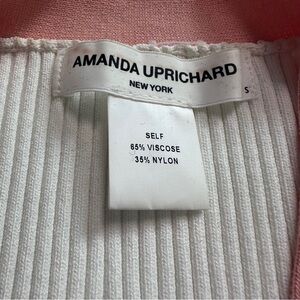 AMANDA UPRICHARD
NEW YORK
S
SELF
65% VISCOSE
35% NYLON